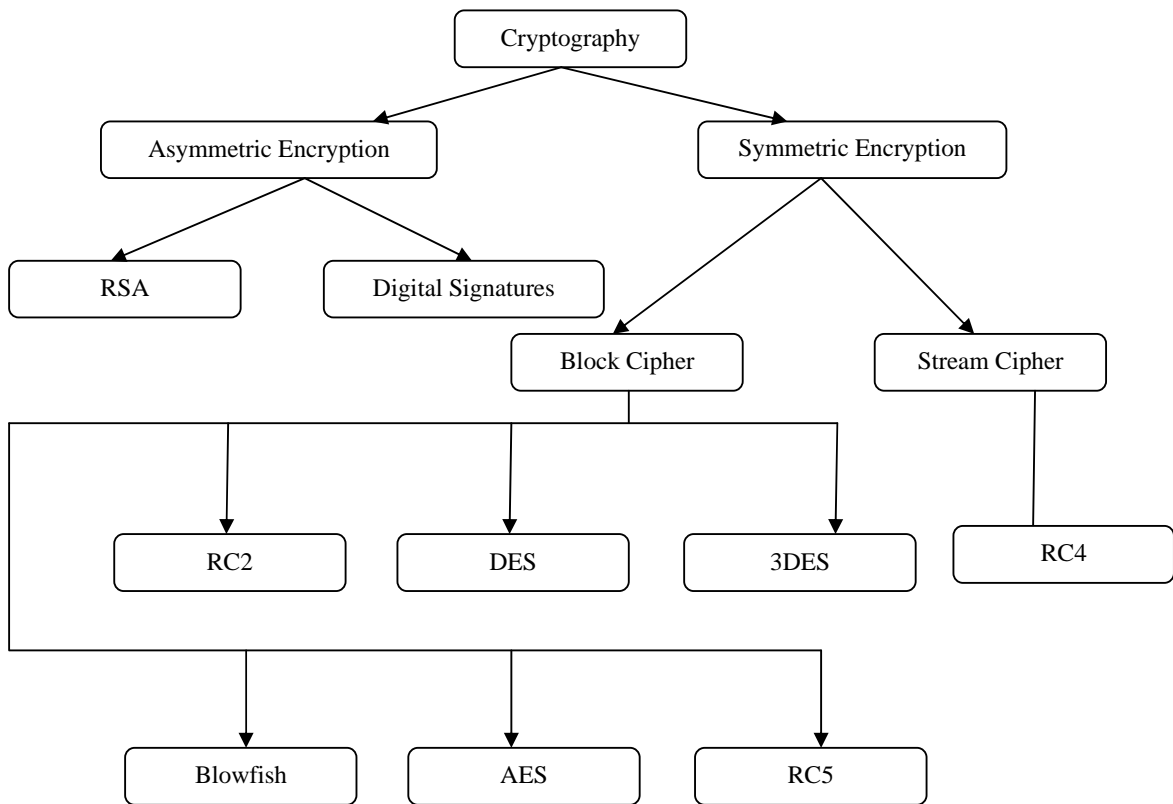 Cryptography
Asymmetric Encryption
Symmetric Encryption
RSA
Digital Signatures
Block Cipher
Stream Cipher
RC2
DES
3DES
RC4
Blowfish
AES
RC5